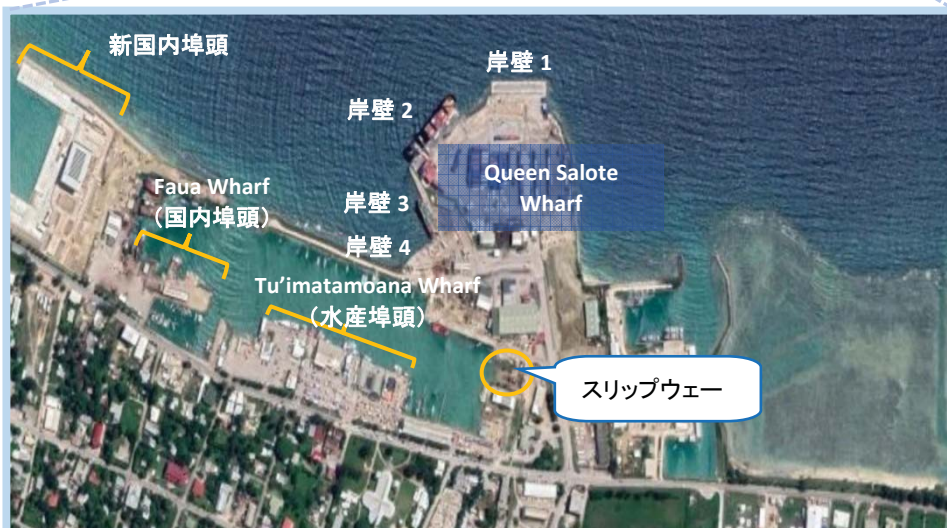 新国内埠頭
岸壁 1
岸壁 2
Queen Salote
Wharf
Faua Wharf
（国内埠頭）
岸壁 3
岸壁 4
Tu'imatamoana Wharf
（水産埠頭）
スリップウェー